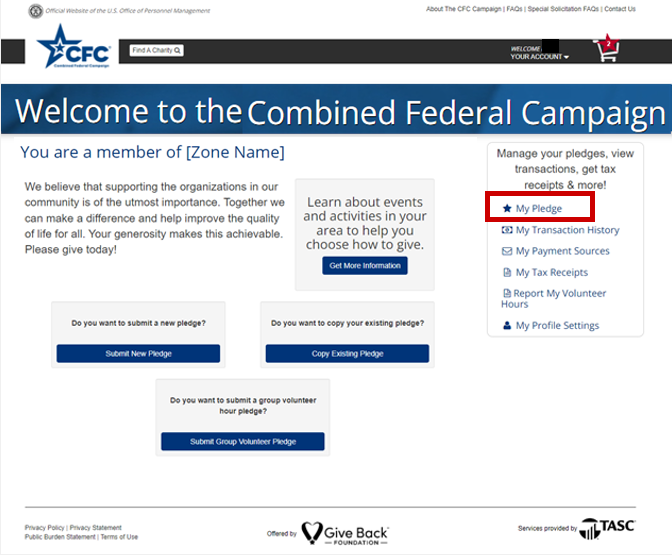 Official Website of the U.S. Office of Personnel Management
About The CFC Campaign | FAQs | Special Solicitation FAQs | Contact Us
CFC
Combined Federal Campaign
Find A Charity
WELCOME
YOUR ACCOUNT
2
Welcome to the Combined Federal Campaign
You are a member of [Zone Name]
We believe that supporting the organizations in our
community is of the utmost importance. Together we
can make a difference and help improve the quality
of life for all. Your generosity makes this achievable.
Please give today!
Learn about events
and activities in your
area to help you
choose how to give.
Get More Information
Manage your pledges, view
transactions, get tax
receipts & more!
My Pledge
My Transaction History
My Payment Sources
My Tax Receipts
Report My Volunteer
Hours
My Profile Settings
Do you want to submit a new pledge?
Submit New Pledge
Do you want to copy your existing pledge?
Copy Existing Pledge
Do you want to submit a group volunteer
hour pledge?
Submit Group Volunteer Pledge
Privacy Policy | Privacy Statement
Public Burden Statement | Terms of Use
Offered by
Give Back
FOUNDATION
Services provided by
TASC